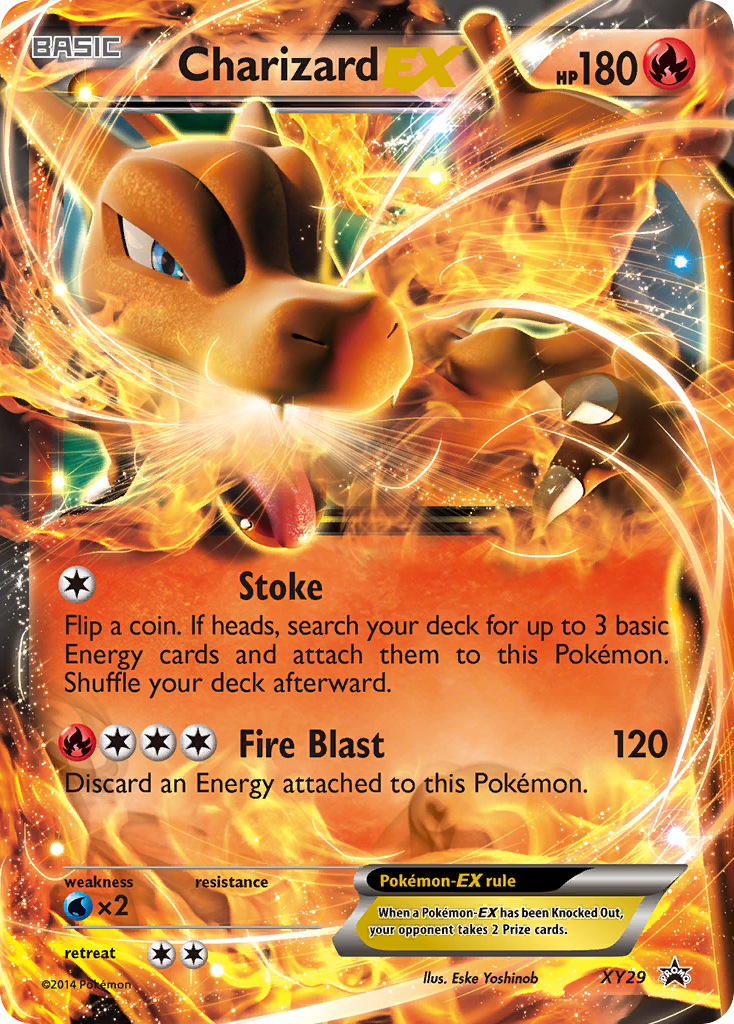 BASIC
Charizard EX HP180
Stoke
Flip a coin. If heads, search your deck for up to 3 basic
Energy cards and attach them to this Pokémon.
Shuffle your deck afterward.
Fire Blast 120
Discard an Energy attached to this Pokémon.
weakness resistance
×2
retreat
Pokémon-EX rule
When a Pokémon-EX has been Knocked Out,
your opponent takes 2 Prize cards.
©2014 Pokémon
Illus. Eske Yoshinob
XY29 PROMO